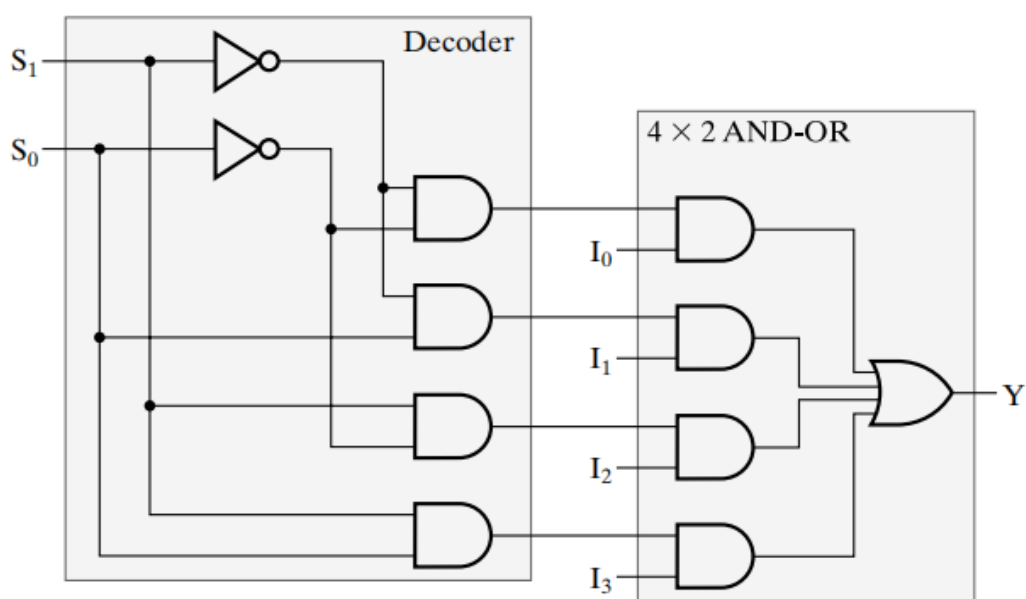 Decoder
S₁
S₀
4 × 2 AND-OR
I₀
I₁
Y
I₂
I₃